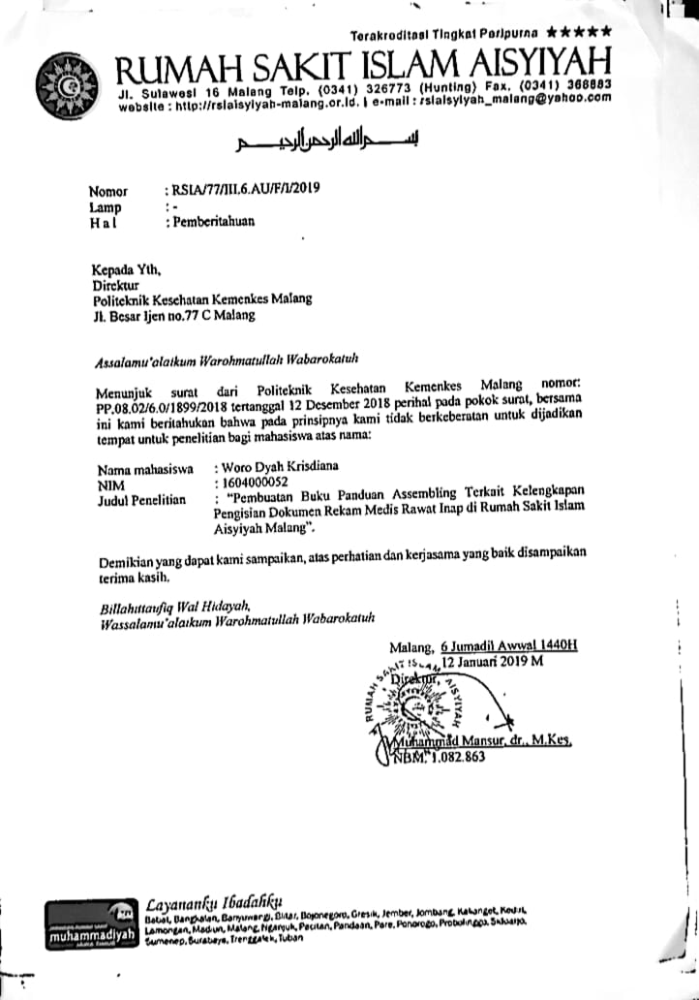 Terakreditasi Tingkat Paripurna ★★★★★
RUMAH SAKIT ISLAM AISYIYAH
Jl. Sulawesi 16 Malang Telp. (0341) 326773 (Hunting) Fax. (0341) 368883
website : http://rsiaisyiyah-malang.or.id. | e-mail : rsiaisyiyah_malang@yahoo.com
بسم الله الرحمن الرحيم
Nomor : RSIA/77/III.6.AU/F/I/2019
Lamp : -
H a l : Pemberitahuan
Kepada Yth,
Direktur
Politeknik Kesehatan Kemenkes Malang
Jl. Besar Ijen no.77 C Malang
Assalamu'alaikum Warohmatullah Wabarokatuh
Menunjuk surat dari Politeknik Kesehatan Kemenkes Malang nomor:
PP.08.02/6.0/1899/2018 tertanggal 12 Desember 2018 perihal pada pokok surat, bersama
ini kami beritahukan bahwa pada prinsipnya kami tidak berkeberatan untuk dijadikan
tempat untuk penelitian bagi mahasiswa atas nama:
Nama mahasiswa : Woro Dyah Krisdiana
NIM : 1604000052
Judul Penelitian : "Pembuatan Buku Panduan Assembling Terkait Kelengkapan
Pengisian Dokumen Rekam Medis Rawat Inap di Rumah Sakit Islam
Aisyiyah Malang".
Demikian yang dapat kami sampaikan, atas perhatian dan kerjasama yang baik disampaikan
terima kasih.
Billahittaufiq Wal Hidayah,
Wassalamu'alaikum Warohmatullah Wabarokatuh
Malang, 6 Jumadil Awwal 1440H
12 Januari 2019 M
Direktur,
RUMAH SAKIT ISLAM AISYIYAH
Muhammad Mansur, dr., M.Kes.
NBM. 1.082.863
Layananku Ibadahku
muhammadiyah
Babat, Bangkalan, Banyuwangi, Blitar, Bojonegoro, Gresik, Jember, Jombang, Kalianget, Kediri,
Lamongan, Madiun, Malang, Nganjuk, Pacitan, Pandaan, Pare, Ponorogo, Probolinggo, Sidoarjo,
Sumenep, Surabaya, Trenggalek, Tuban